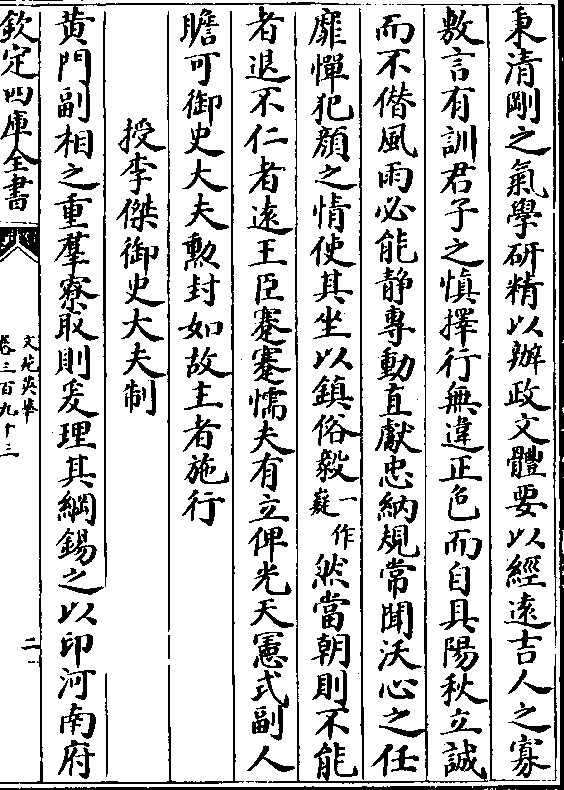 秉清剛之氣學研精以辦政文體要以經遠吉人之寡
敷言有訓君子之慎擇行無違正色而自具陽秋立誠
而不偕風雨必能静專動直獻忠納規常聞沃心之任
靡憚犯顔之情使其坐以鎮俗毅一作嶷然當朝則不能
者退不仁者遠王臣蹇蹇懦夫有立俾光天憲式副人
瞻可御史大夫勲封如故主者施行
授李傑御史大夫制
黄門副相之重羣寮取則爰理其綱錫之以印河南府
欽定四庫全書
文苑英華
卷三百九十三
二